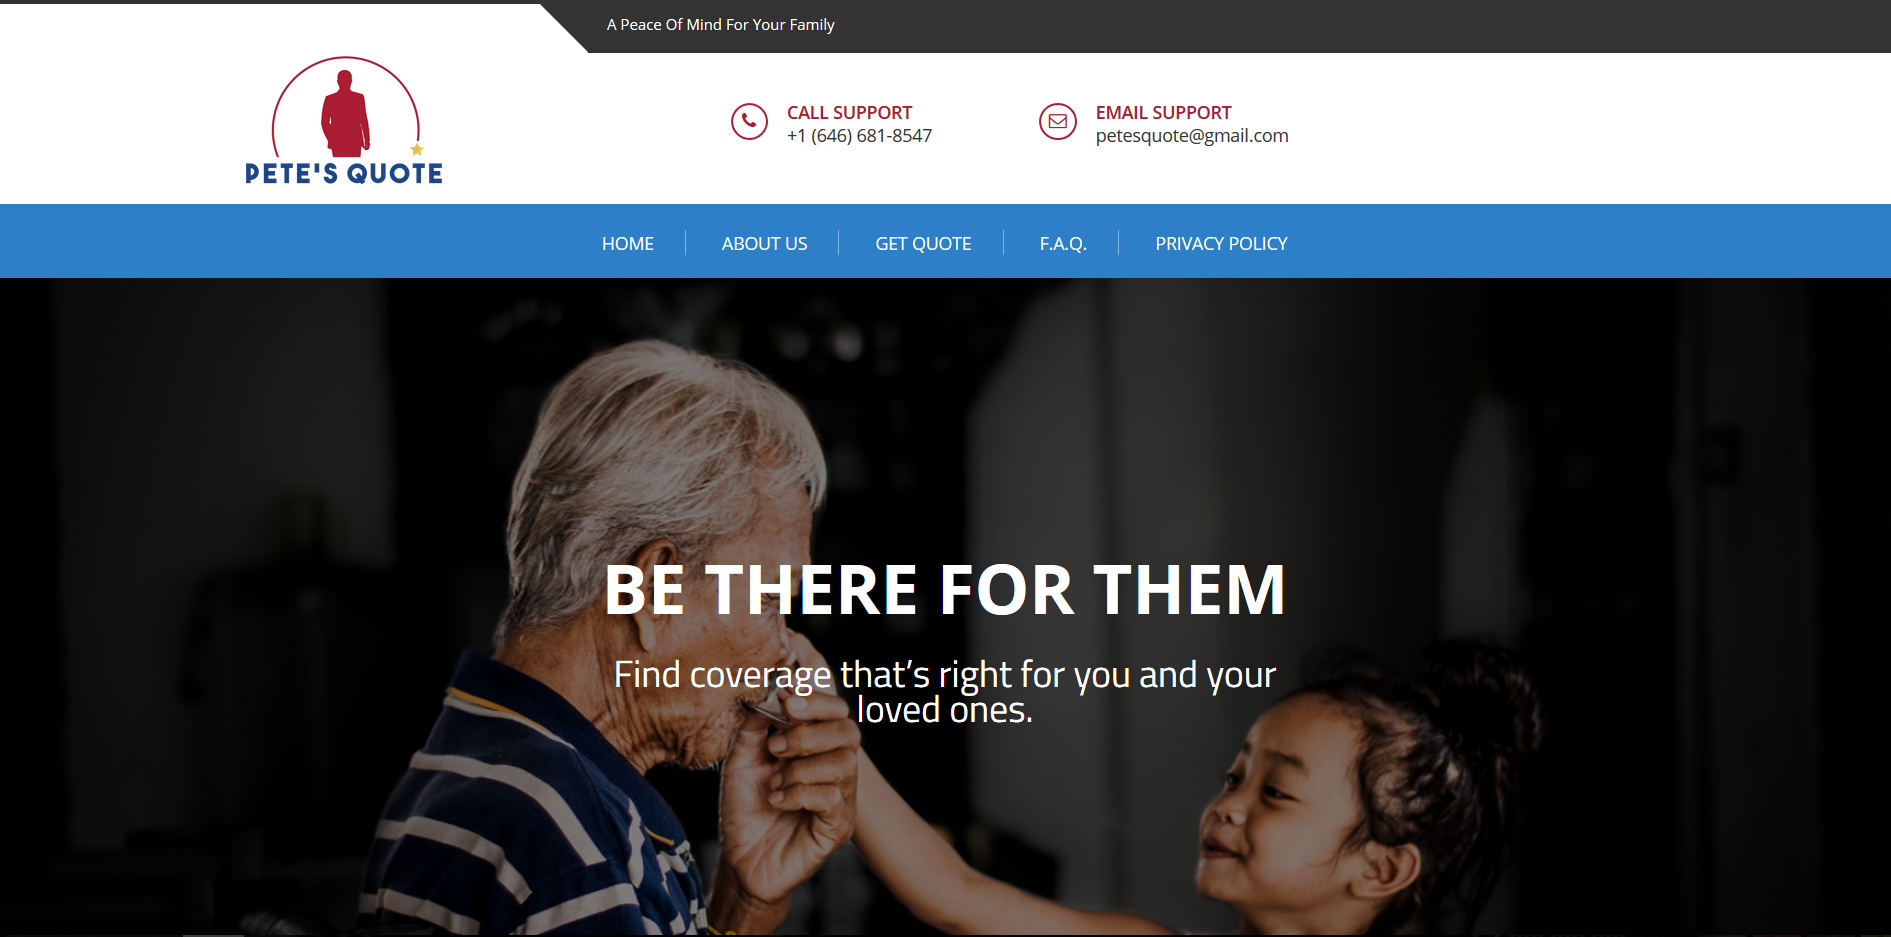 A Peace Of Mind For Your Family
PETE'S QUOTE
CALL SUPPORT
+1 (646) 681-8547
EMAIL SUPPORT
petesquote@gmail.com
HOME
ABOUT US
GET QUOTE
F.A.Q.
PRIVACY POLICY
BE THERE FOR THEM
Find coverage that’s right for you and your
loved ones.